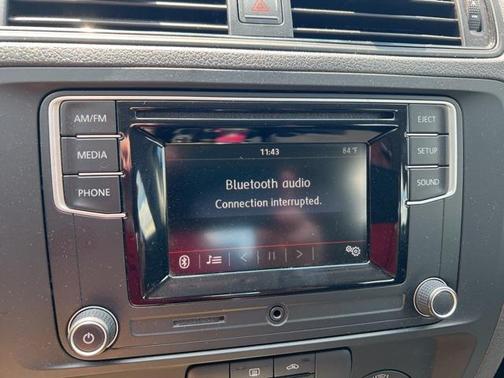 AM/FM
EJECT
MEDIA
SETUP
PHONE
SOUND
11:43
84°F
Bluetooth audio
Connection interrupted.